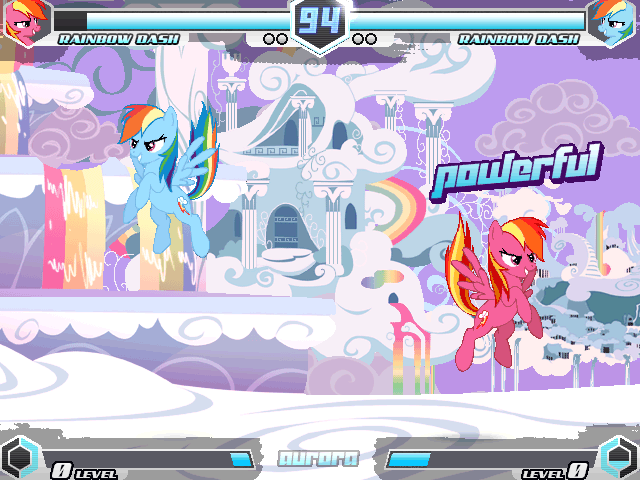 94
RAINBOW DASH
RAINBOW DASH
powerful
0 LEVEL
aurora
LEVEL 0